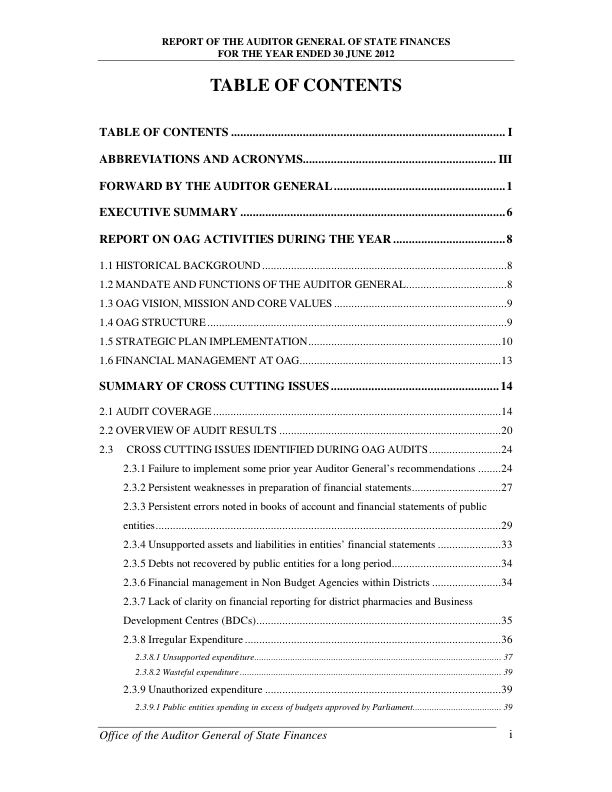 REPORT OF THE AUDITOR GENERAL OF STATE FINANCES
FOR THE YEAR ENDED 30 JUNE 2012
TABLE OF CONTENTS
TABLE OF CONTENTS ........................................................................................ I
ABBREVIATIONS AND ACRONYMS.............................................................. III
FORWARD BY THE AUDITOR GENERAL.......................................................1
EXECUTIVE SUMMARY .....................................................................................6
REPORT ON OAG ACTIVITIES DURING THE YEAR....................................8
1.1 HISTORICAL BACKGROUND.......................................................................................8
1.2 MANDATE AND FUNCTIONS OF THE AUDITOR GENERAL....................................8
1.3 OAG VISION, MISSION AND CORE VALUES .............................................................9
1.4 OAG STRUCTURE...........................................................................................................9
1.5 STRATEGIC PLAN IMPLEMENTATION.....................................................................10
1.6 FINANCIAL MANAGEMENT AT OAG........................................................................13
SUMMARY OF CROSS CUTTING ISSUES...................................................... 14
2.1 AUDIT COVERAGE.......................................................................................................14
2.2 OVERVIEW OF AUDIT RESULTS ...............................................................................20
2.3 CROSS CUTTING ISSUES IDENTIFIED DURING OAG AUDITS.........................24
2.3.1 Failure to implement some prior year Auditor General’s recommendations ........24
2.3.2 Persistent weaknesses in preparation of financial statements...............................27
2.3.3 Persistent errors noted in books of account and financial statements of public
entities...........................................................................................................................29
2.3.4 Unsupported assets and liabilities in entities’ financial statements ......................33
2.3.5 Debts not recovered by public entities for a long period......................................34
2.3.6 Financial management in Non Budget Agencies within Districts ........................34
2.3.7 Lack of clarity on financial reporting for district pharmacies and Business
Development Centres (BDCs).......................................................................................35
2.3.8 Irregular Expenditure...........................................................................................36
2.3.8.1 Unsupported expenditure............................................................................................ 37
2.3.8.2 Wasteful expenditure.................................................................................................. 39
2.3.9 Unauthorized expenditure ...................................................................................39
2.3.9.1 Public entities spending in excess of budgets approved by Parliament................................ 39
Office of the Auditor General of State Finances i